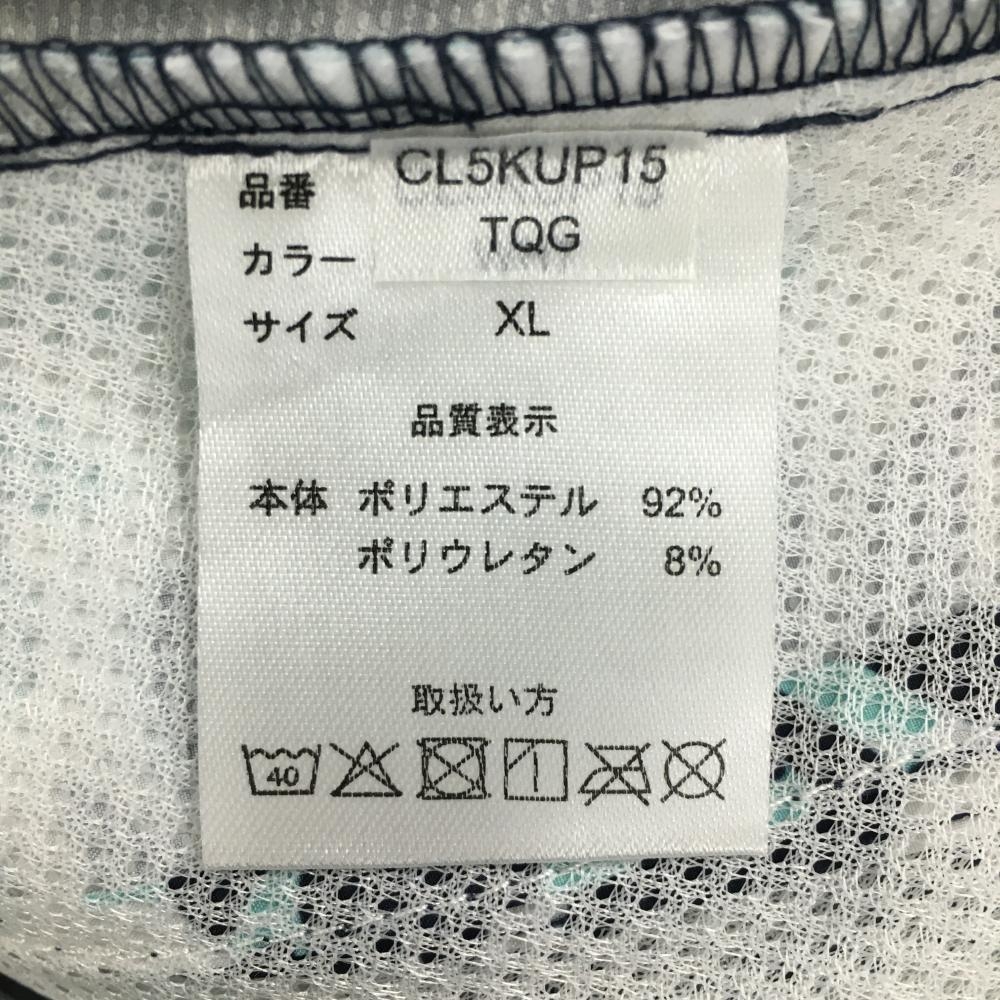 品番 CL5KUP15
カラー TQG
サイズ XL
品質表示
本体 ポリエステル 92%
ポリウレタン 8%
取扱い方
40